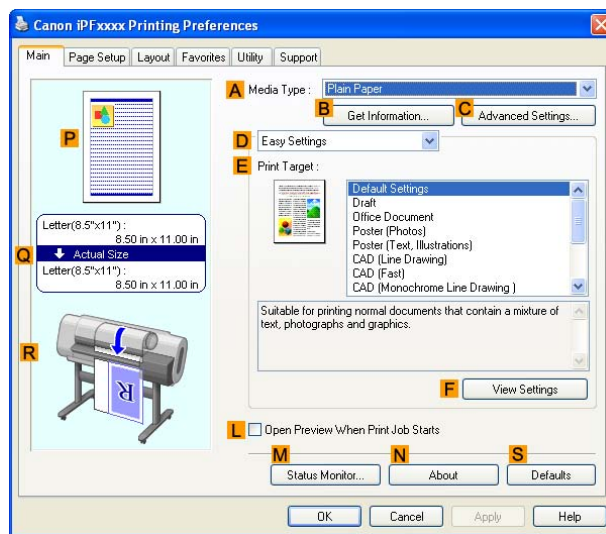 Canon iPFxxxx Printing Preferences
Main Page Setup Layout Favorites Utility Support
A Media Type : Plain Paper
B Get Information... C Advanced Settings...
D Easy Settings
E Print Target :
Default Settings
Draft
Office Document
Poster (Photos)
Poster (Text, Illustrations)
CAD (Line Drawing)
CAD (Fast)
CAD (Monochrome Line Drawing )
Suitable for printing normal documents that contain a mixture of
text, photographs and graphics.
F View Settings
P
Letter(8.5"x11") :
8.50 in x 11.00 in
Q Actual Size
Letter(8.5"x11") :
8.50 in x 11.00 in
R
R
L Open Preview When Print Job Starts
M Status Monitor... N About S Defaults
OK Cancel Apply Help